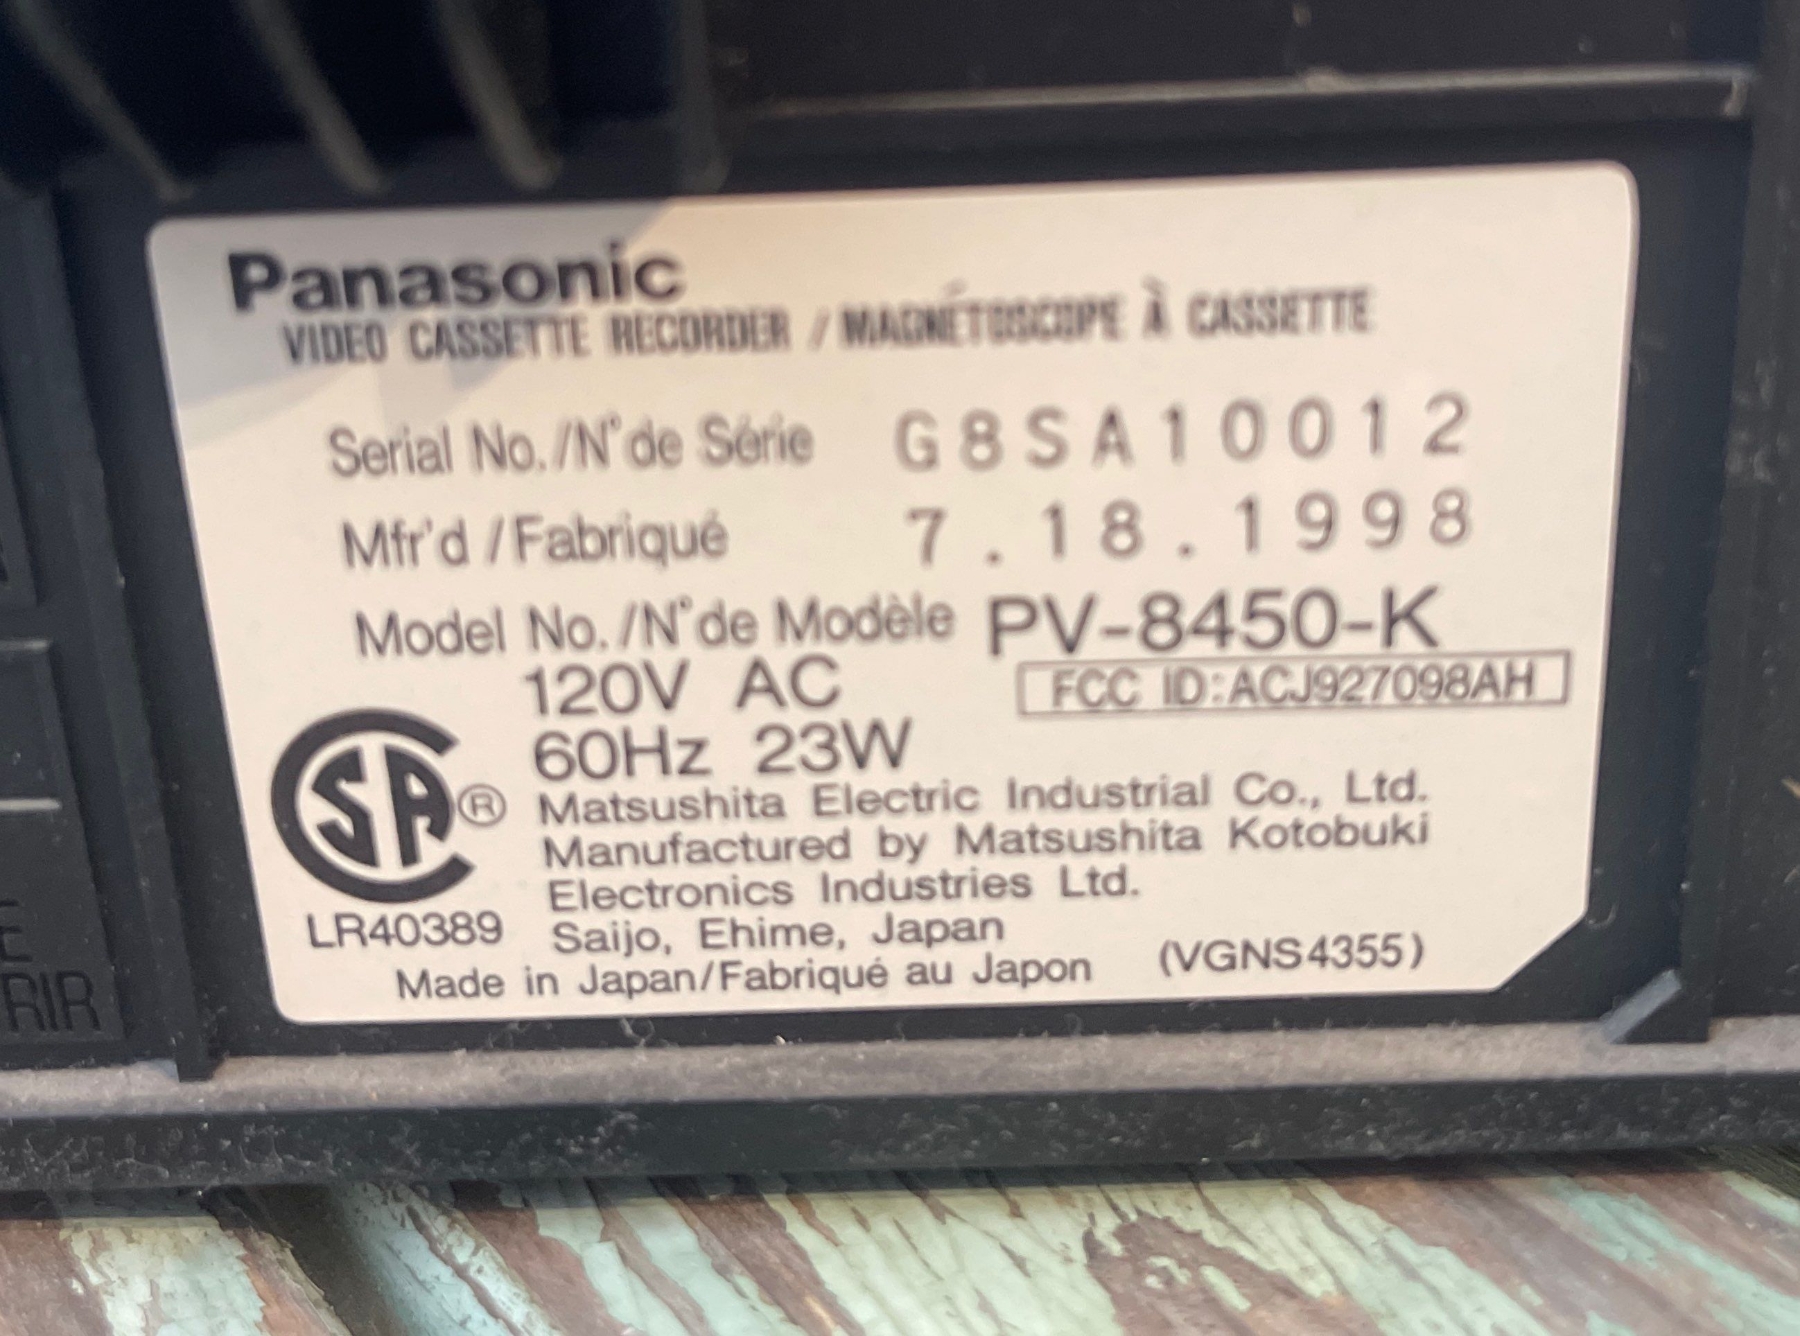 Panasonic
VIDEO CASSETTE RECORDER / MAGNÉTOSCOPE À CASSETTE
Serial No./N° de Série G8SA10012
Mfr'd / Fabriqué 7.18.1998
Model No./N° de Modèle PV-8450-K
120V AC FCC ID:ACJ927098AH
60Hz 23W
SA ®
Matsushita Electric Industrial Co., Ltd.
Manufactured by Matsushita Kotobuki
Electronics Industries Ltd.
LR40389 Saijo, Ehime, Japan
Made in Japan/Fabriqué au Japon (VGNS4355)
RIR